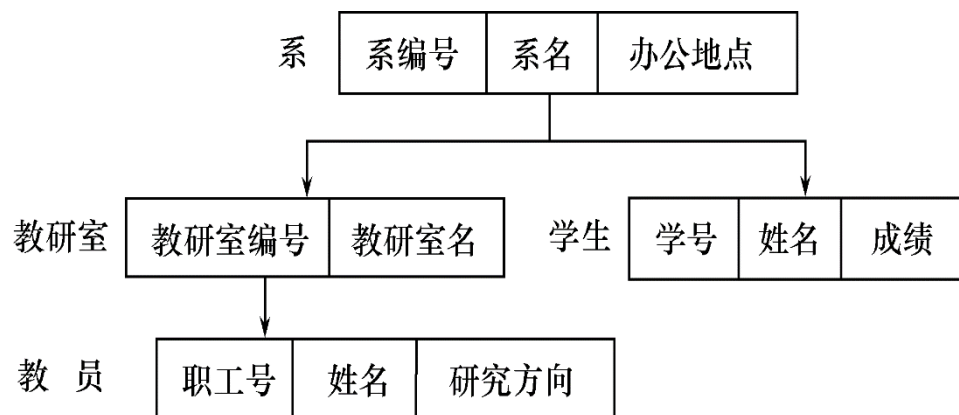 系 系编号 系名 办公地点
教研室 教研室编号 教研室名 学生 学号 姓名 成绩
教 员 职工号 姓名 研究方向